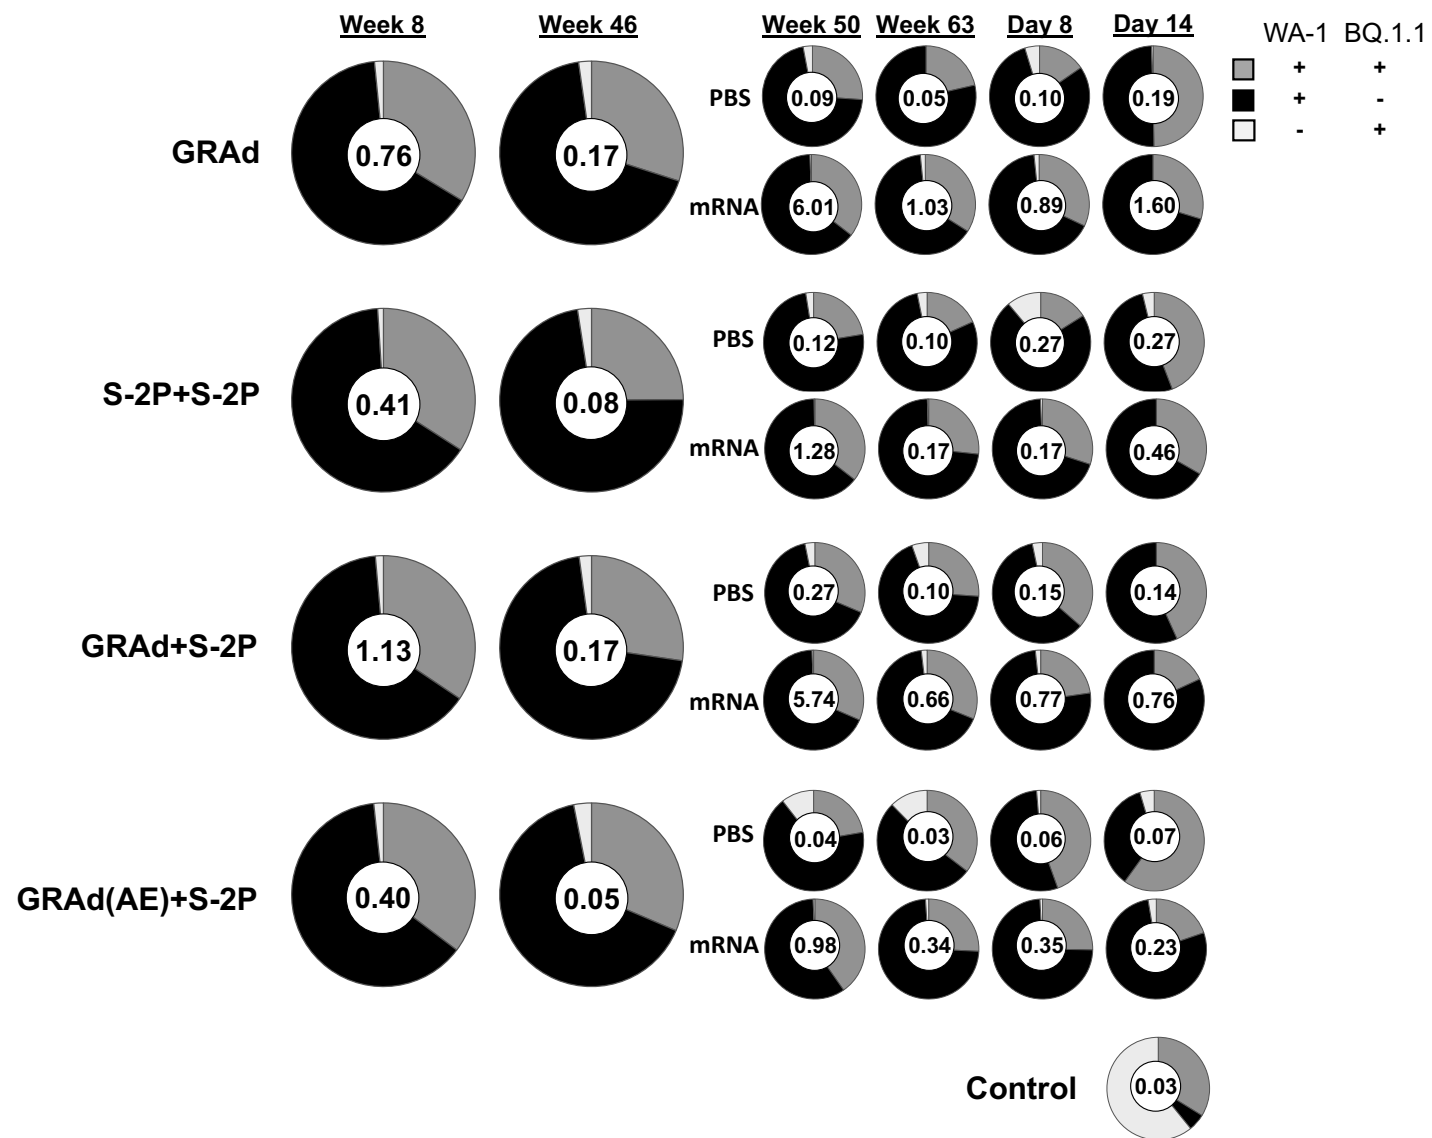 Week 8 Week 46 Week 50 Week 63 Day 8 Day 14
WA-1 BQ.1.1
+ +
+ -
- +
GRAd 0.76 0.17
PBS 0.09 0.05 0.10 0.19
mRNA 6.01 1.03 0.89 1.60
S-2P+S-2P 0.41 0.08
PBS 0.12 0.10 0.27 0.27
mRNA 1.28 0.17 0.17 0.46
GRAd+S-2P 1.13 0.17
PBS 0.27 0.10 0.15 0.14
mRNA 5.74 0.66 0.77 0.76
GRAd(AE)+S-2P 0.40 0.05
PBS 0.04 0.03 0.06 0.07
mRNA 0.98 0.34 0.35 0.23
Control 0.03